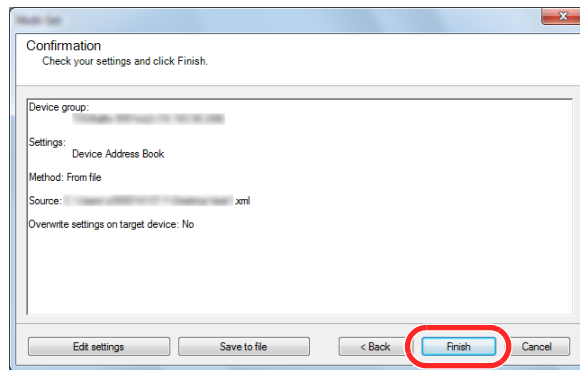 Confirmation
Check your settings and click Finish.
Device group:
Settings:
Device Address Book
Method: From file
Source: .xml
Overwrite settings on target device: No
Edit settings Save to file < Back Finish Cancel